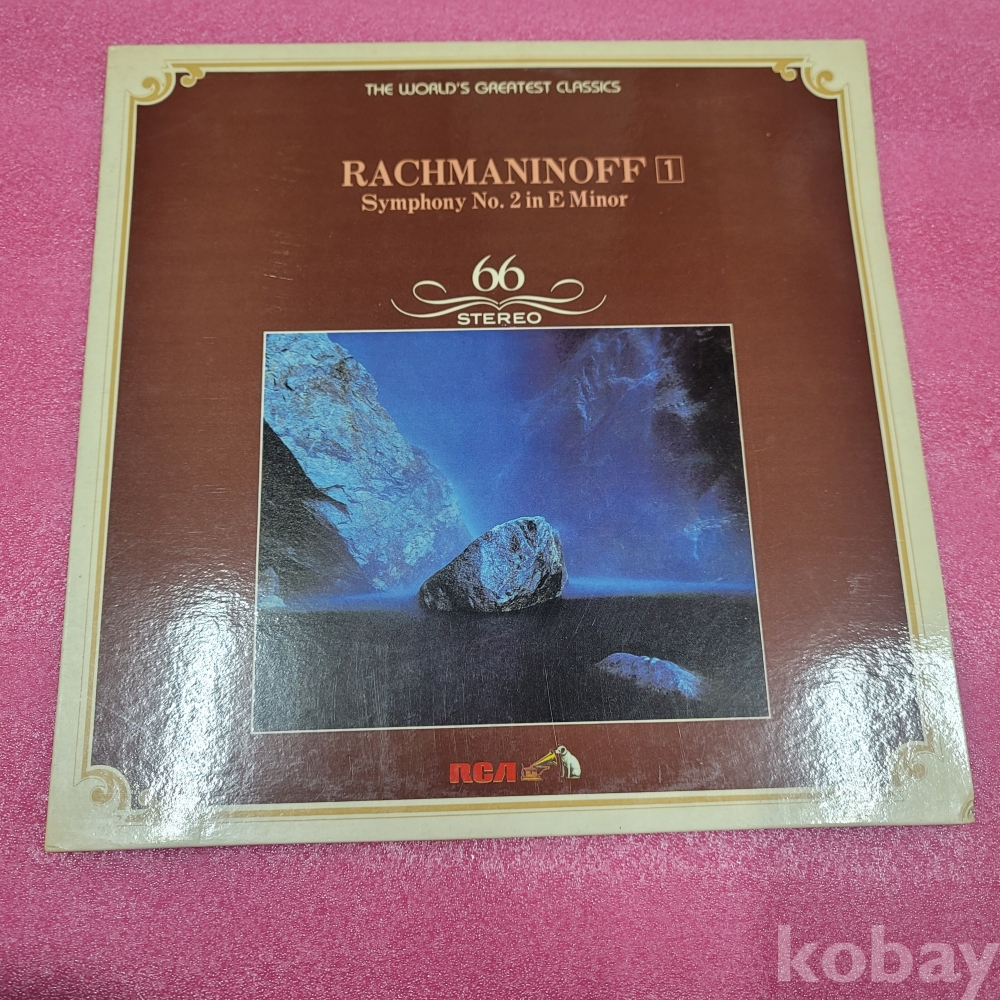 THE WORLD'S GREATEST CLASSICS
RACHMANINOFF 1
Symphony No. 2 in E Minor
66
STEREO
RCA
kobay